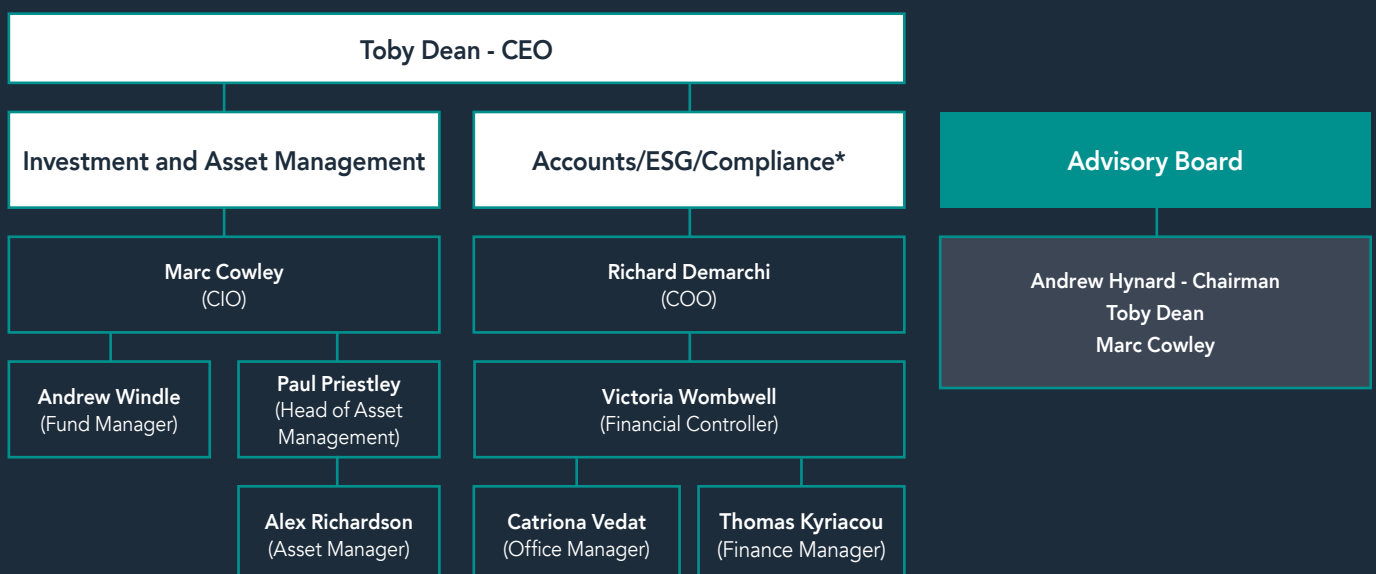 Toby Dean - CEO
Investment and Asset Management
Accounts/ESG/Compliance*
Advisory Board
Marc Cowley
(CIO)
Richard Demarchi
(COO)
Andrew Hynard - Chairman
Toby Dean
Marc Cowley
Andrew Windle
(Fund Manager)
Paul Priestley
(Head of Asset
Management)
Victoria Wombwell
(Financial Controller)
Alex Richardson
(Asset Manager)
Catriona Vedat
(Office Manager)
Thomas Kyriacou
(Finance Manager)